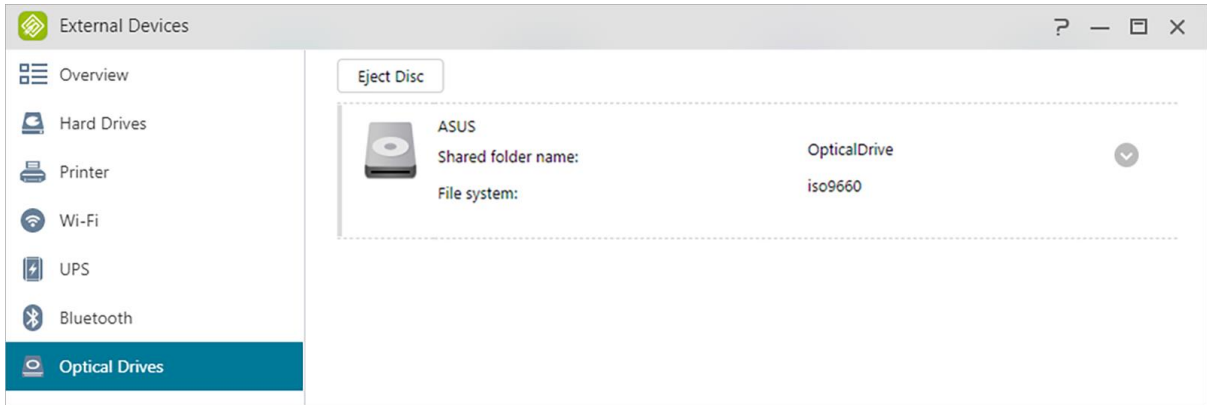 External Devices
Overview
Hard Drives
Printer
Wi-Fi
UPS
Bluetooth
Optical Drives
Eject Disc
ASUS
Shared folder name: OpticalDrive
File system: iso9660